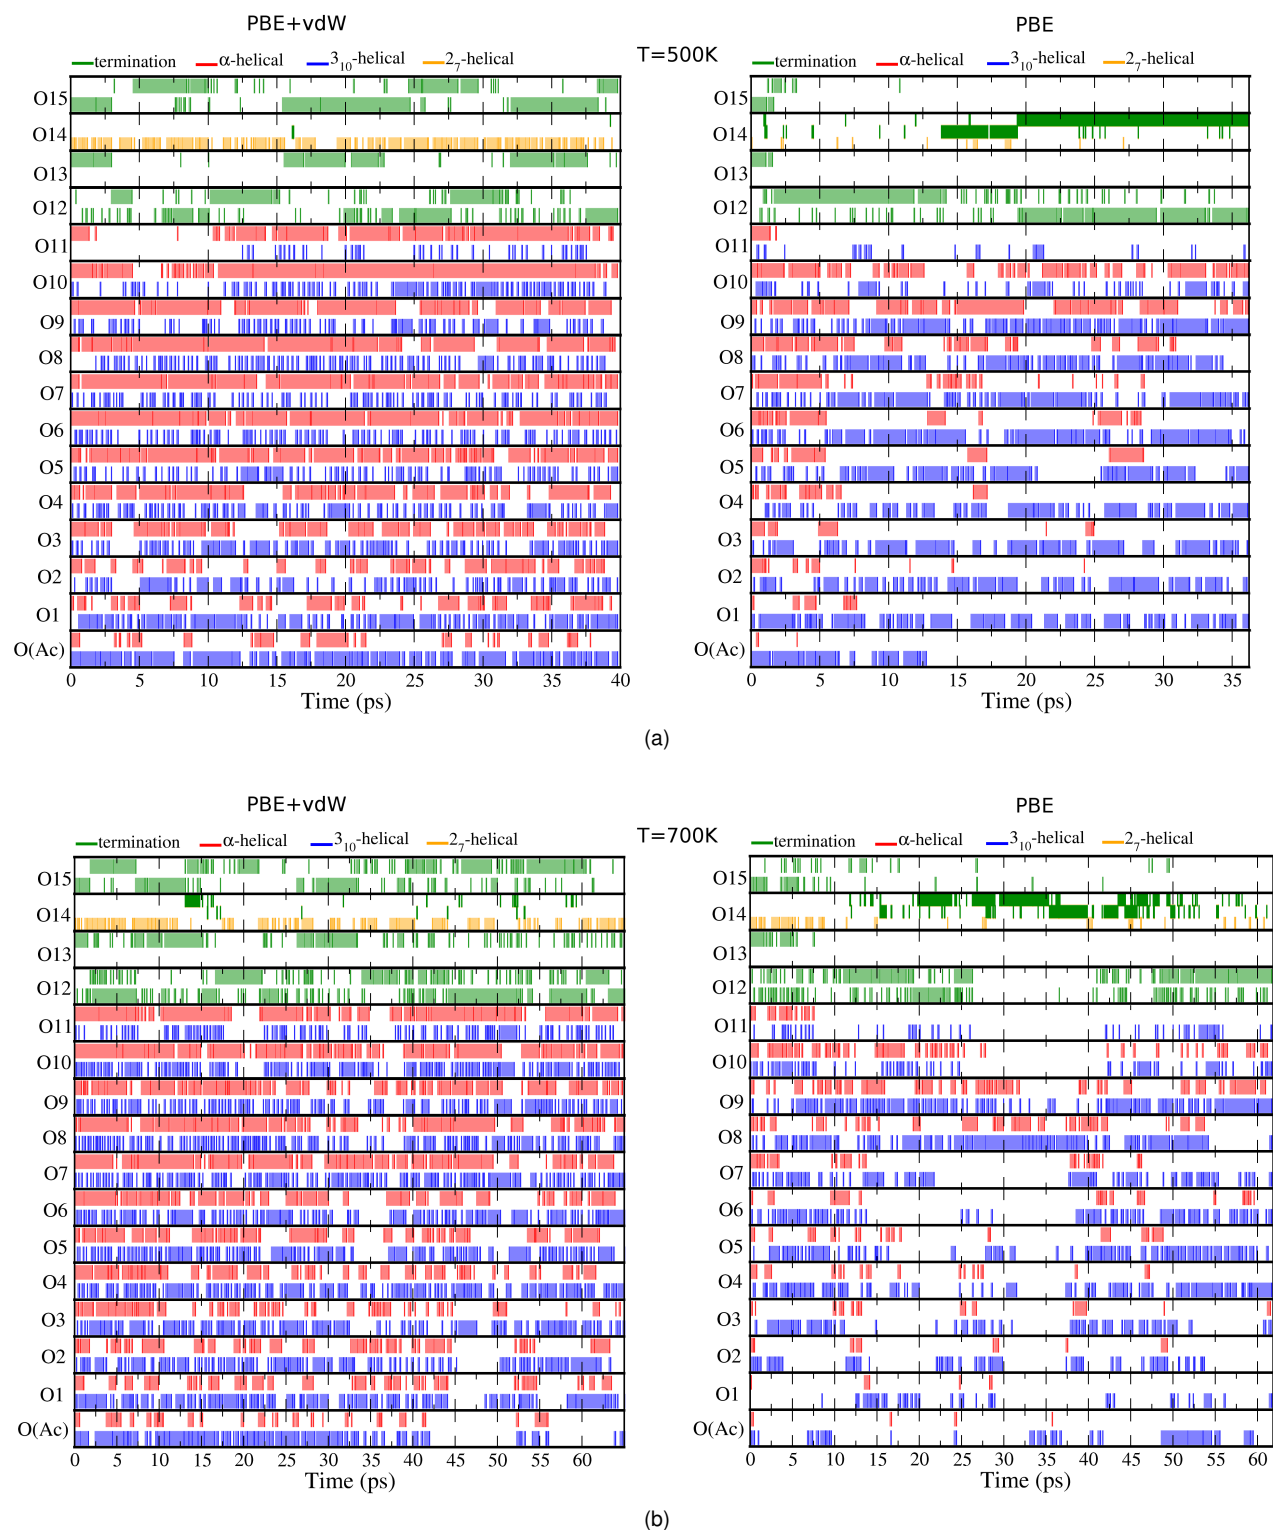 PBE+vdW
PBE
T=500K
termination α-helical 3₁₀-helical 2₇-helical
termination α-helical 3₁₀-helical 2₇-helical
O15
O14
O13
O12
O11
O10
O9
O8
O7
O6
O5
O4
O3
O2
O1
O(Ac)
0 5 10 15 20 25 30 35 40
Time (ps)
O15
O14
O13
O12
O11
O10
O9
O8
O7
O6
O5
O4
O3
O2
O1
O(Ac)
0 5 10 15 20 25 30 35
Time (ps)
(a)
PBE+vdW
PBE
T=700K
termination α-helical 3₁₀-helical 2₇-helical
termination α-helical 3₁₀-helical 2₇-helical
O15
O14
O13
O12
O11
O10
O9
O8
O7
O6
O5
O4
O3
O2
O1
O(Ac)
0 5 10 15 20 25 30 35 40 45 50 55 60
Time (ps)
O15
O14
O13
O12
O11
O10
O9
O8
O7
O6
O5
O4
O3
O2
O1
O(Ac)
0 5 10 15 20 25 30 35 40 45 50 55 60
Time (ps)
(b)